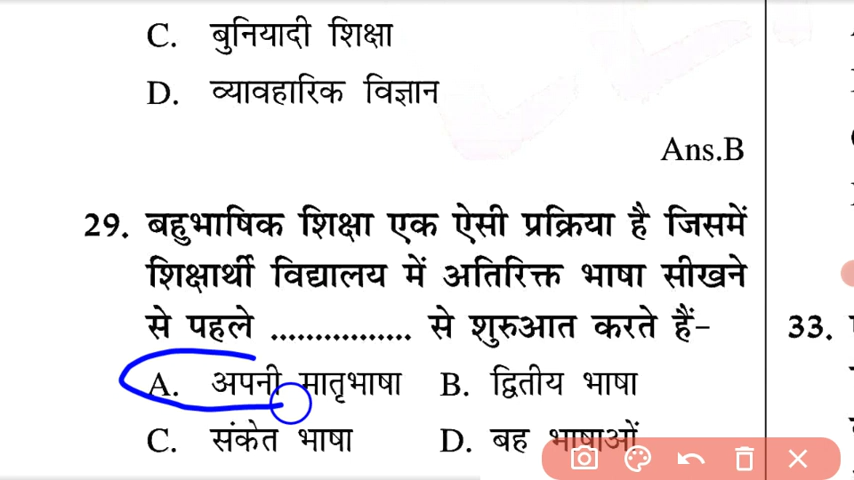 C. बुनियादी शिक्षा
D. व्यावहारिक विज्ञान
Ans.B
29. बहुभाषिक शिक्षा एक ऐसी प्रक्रिया है जिसमें
शिक्षार्थी विद्यालय में अतिरिक्त भाषा सीखने
से पहले ................ से शुरुआत करते हैं-
A. अपनी मातृभाषा B. द्वितीय भाषा
C. संकेत भाषा D. बह भाषाओं
33.